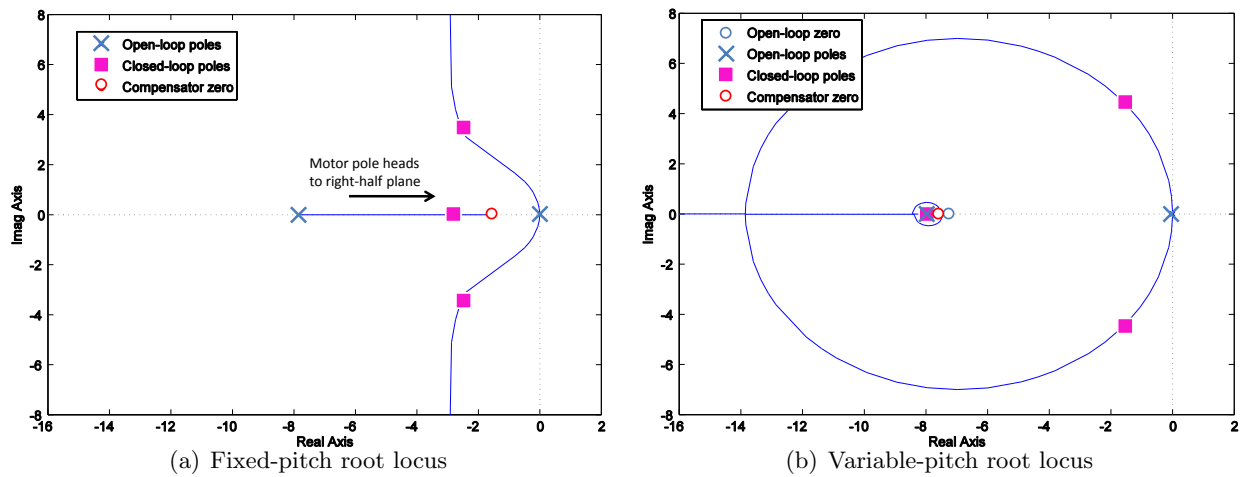 8
6
4
2
0
-2
-4
-6
-8
Imag Axis
Open-loop poles
Closed-loop poles
Compensator zero
Motor pole heads
to right-half plane
-16 -14 -12 -10 -8 -6 -4 -2 0 2
Real Axis
(a) Fixed-pitch root locus
8
6
4
2
0
-2
-4
-6
-8
Imag Axis
Open-loop zero
Open-loop poles
Closed-loop poles
Compensator zero
-16 -14 -12 -10 -8 -6 -4 -2 0 2
Real Axis
(b) Variable-pitch root locus